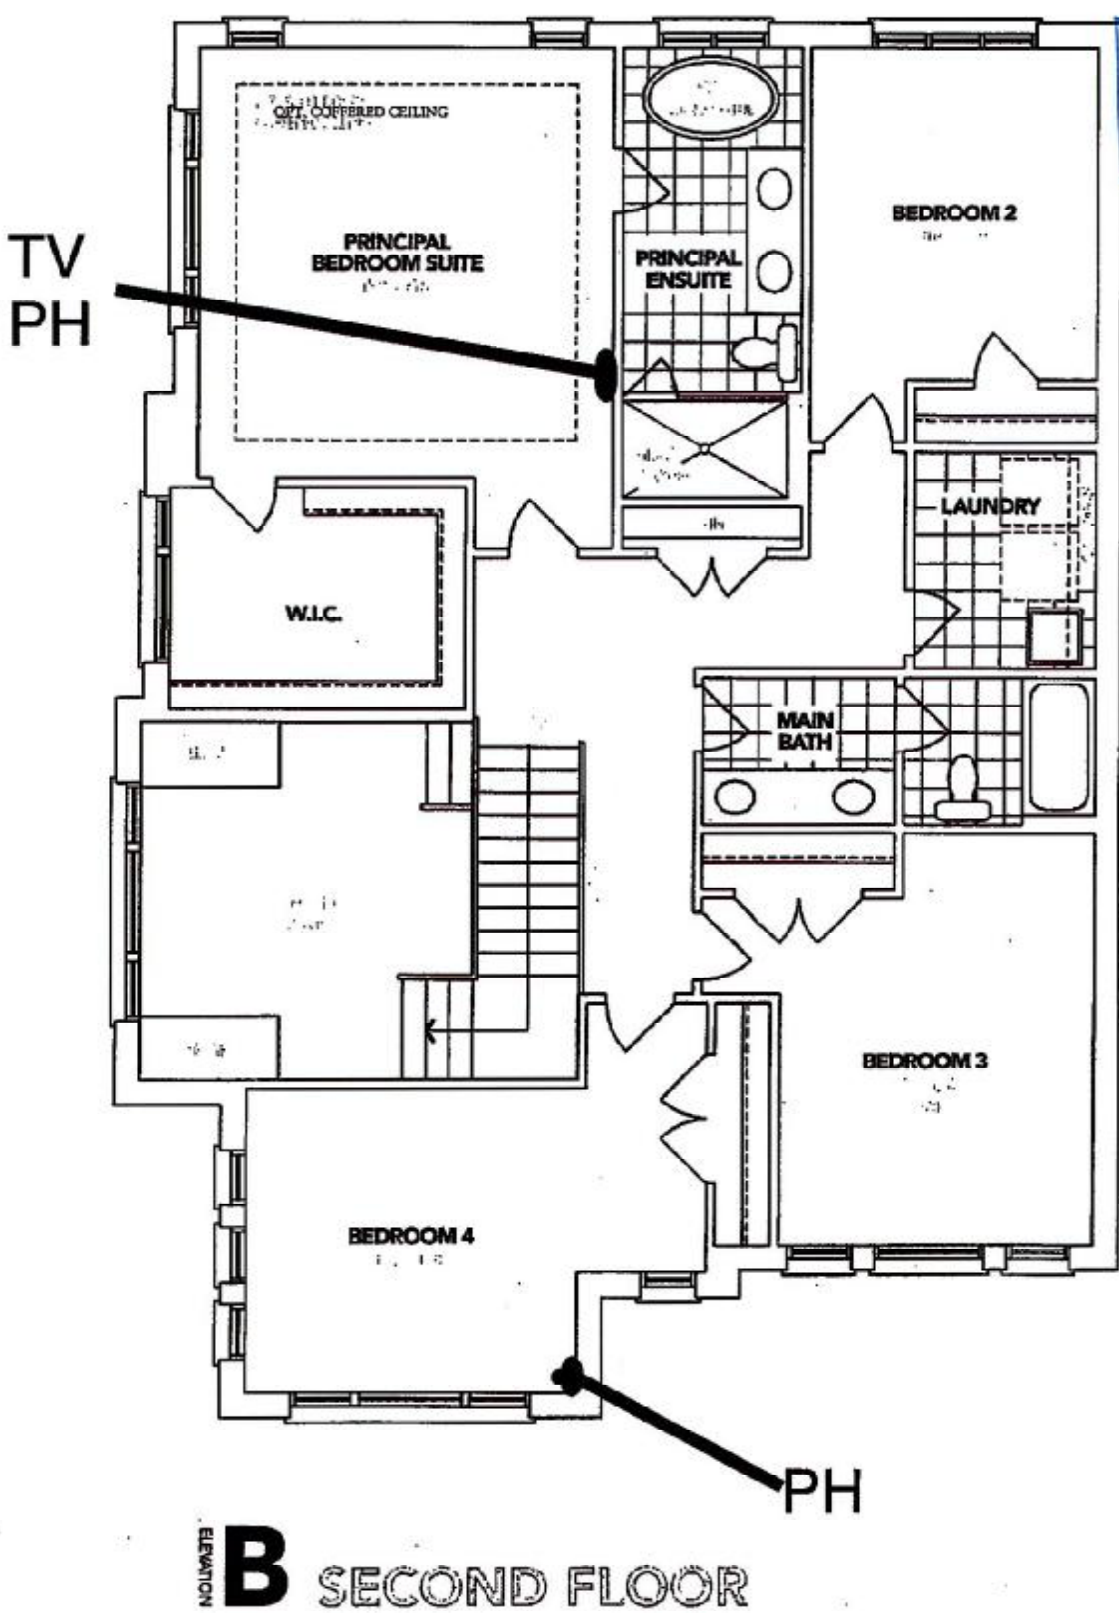 OPT. COFFERED CEILING
TV
PH
PRINCIPAL
BEDROOM SUITE
PRINCIPAL
ENSUITE
BEDROOM 2
LAUNDRY
W.I.C.
MAIN
BATH
BEDROOM 3
BEDROOM 4
PH
ELEVATION
B SECOND FLOOR